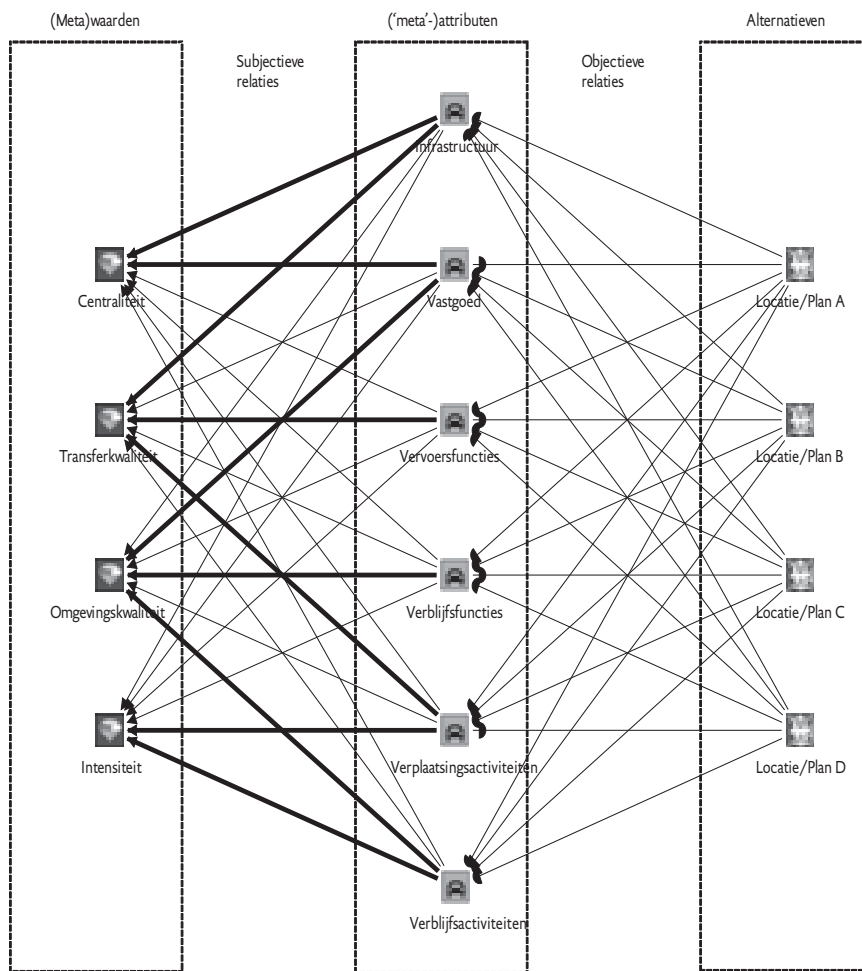 (Meta)waarden
('meta'-)attributen
Alternatieven
Subjectieve
relaties
Objectieve
relaties
Infrastructuur
Centraliteit
Vastgoed
Locatie/Plan A
Transferkwaliteit
Vervoersfuncties
Locatie/Plan B
Omgevingskwaliteit
Verblijfsfuncties
Locatie/Plan C
Intensiteit
Verplaatsingsactiviteiten
Locatie/Plan D
Verblijfsactiviteiten